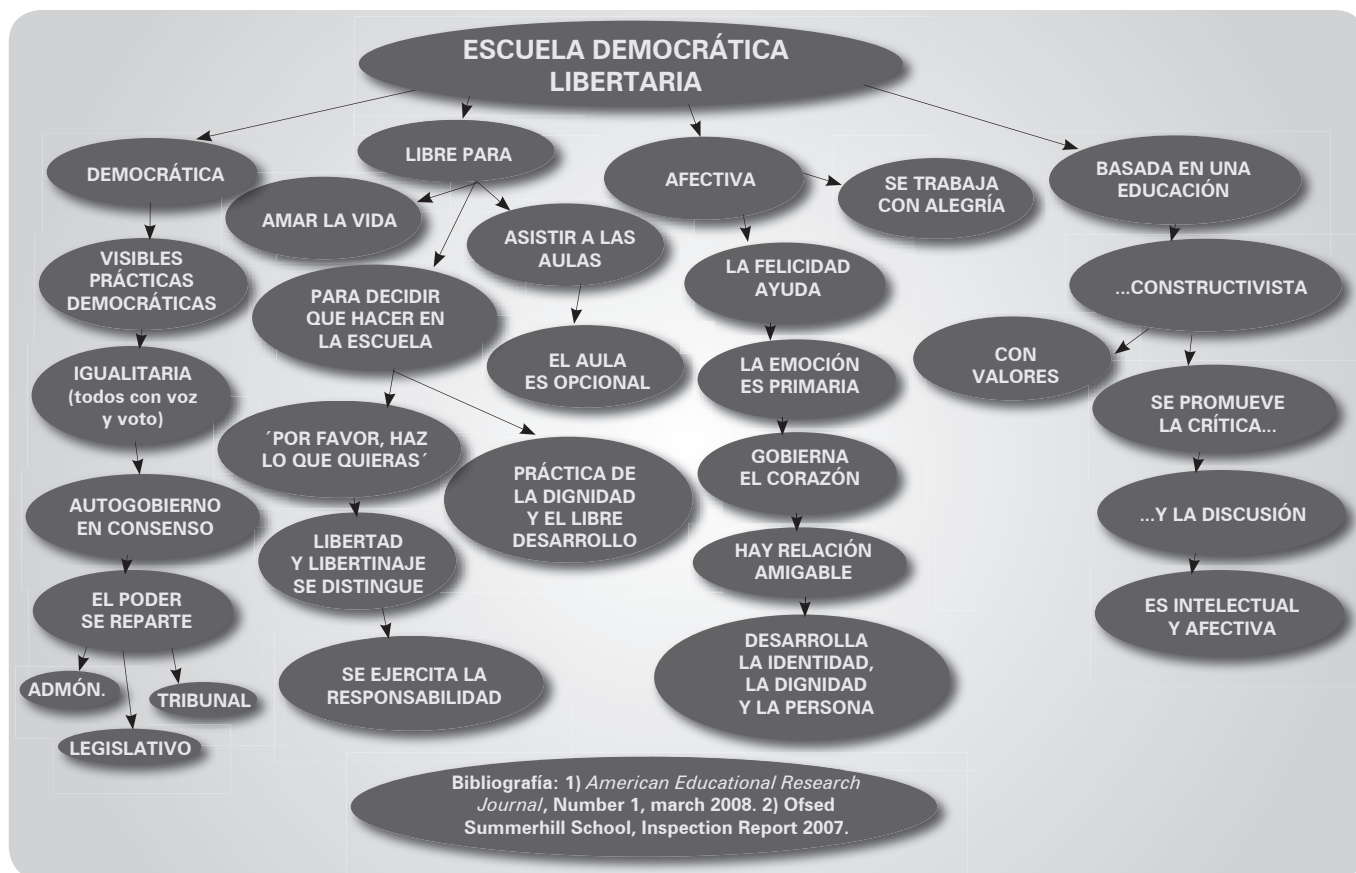 ESCUELA DEMOCRÁTICA
LIBERTARIA
DEMOCRÁTICA
VISIBLES
PRÁCTICAS
DEMOCRÁTICAS
IGUALITARIA
(todos con voz
y voto)
AUTOGOBIERNO
EN CONSENSO
EL PODER
SE REPARTE
ADMÓN.
LEGISLATIVO
TRIBUNAL
LIBRE PARA
AMAR LA VIDA
PARA DECIDIR
QUE HACER EN
LA ESCUELA
´POR FAVOR, HAZ
LO QUE QUIERAS´
LIBERTAD
Y LIBERTINAJE
SE DISTINGUE
SE EJERCITA LA
RESPONSABILIDAD
PRÁCTICA DE
LA DIGNIDAD
Y EL LIBRE
DESARROLLO
ASISTIR A LAS
AULAS
EL AULA
ES OPCIONAL
AFECTIVA
SE TRABAJA
CON ALEGRÍA
LA FELICIDAD
AYUDA
LA EMOCIÓN
ES PRIMARIA
GOBIERNA
EL CORAZÓN
HAY RELACIÓN
AMIGABLE
DESARROLLA
LA IDENTIDAD,
LA DIGNIDAD
Y LA PERSONA
BASADA EN UNA
EDUCACIÓN
...CONSTRUCTIVISTA
CON
VALORES
SE PROMUEVE
LA CRÍTICA...
...Y LA DISCUSIÓN
ES INTELECTUAL
Y AFECTIVA
Bibliografía: 1) American Educational Research
Journal, Number 1, march 2008. 2) Ofsed
Summerhill School, Inspection Report 2007.